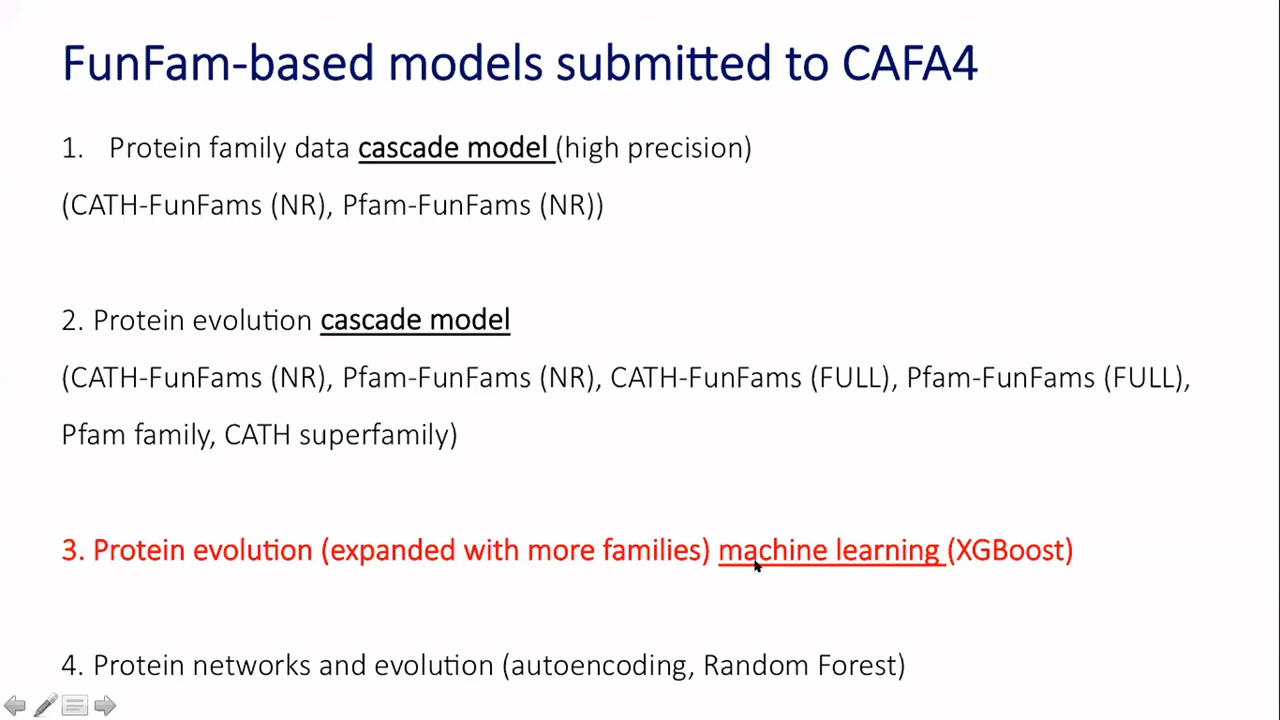 FunFam-based models submitted to CAFA4
1. Protein family data cascade model (high precision)
(CATH-FunFams (NR), Pfam-FunFams (NR))
2. Protein evolution cascade model
(CATH-FunFams (NR), Pfam-FunFams (NR), CATH-FunFams (FULL), Pfam-FunFams (FULL),
Pfam family, CATH superfamily)
3. Protein evolution (expanded with more families) machine learning (XGBoost)
4. Protein networks and evolution (autoencoding, Random Forest)